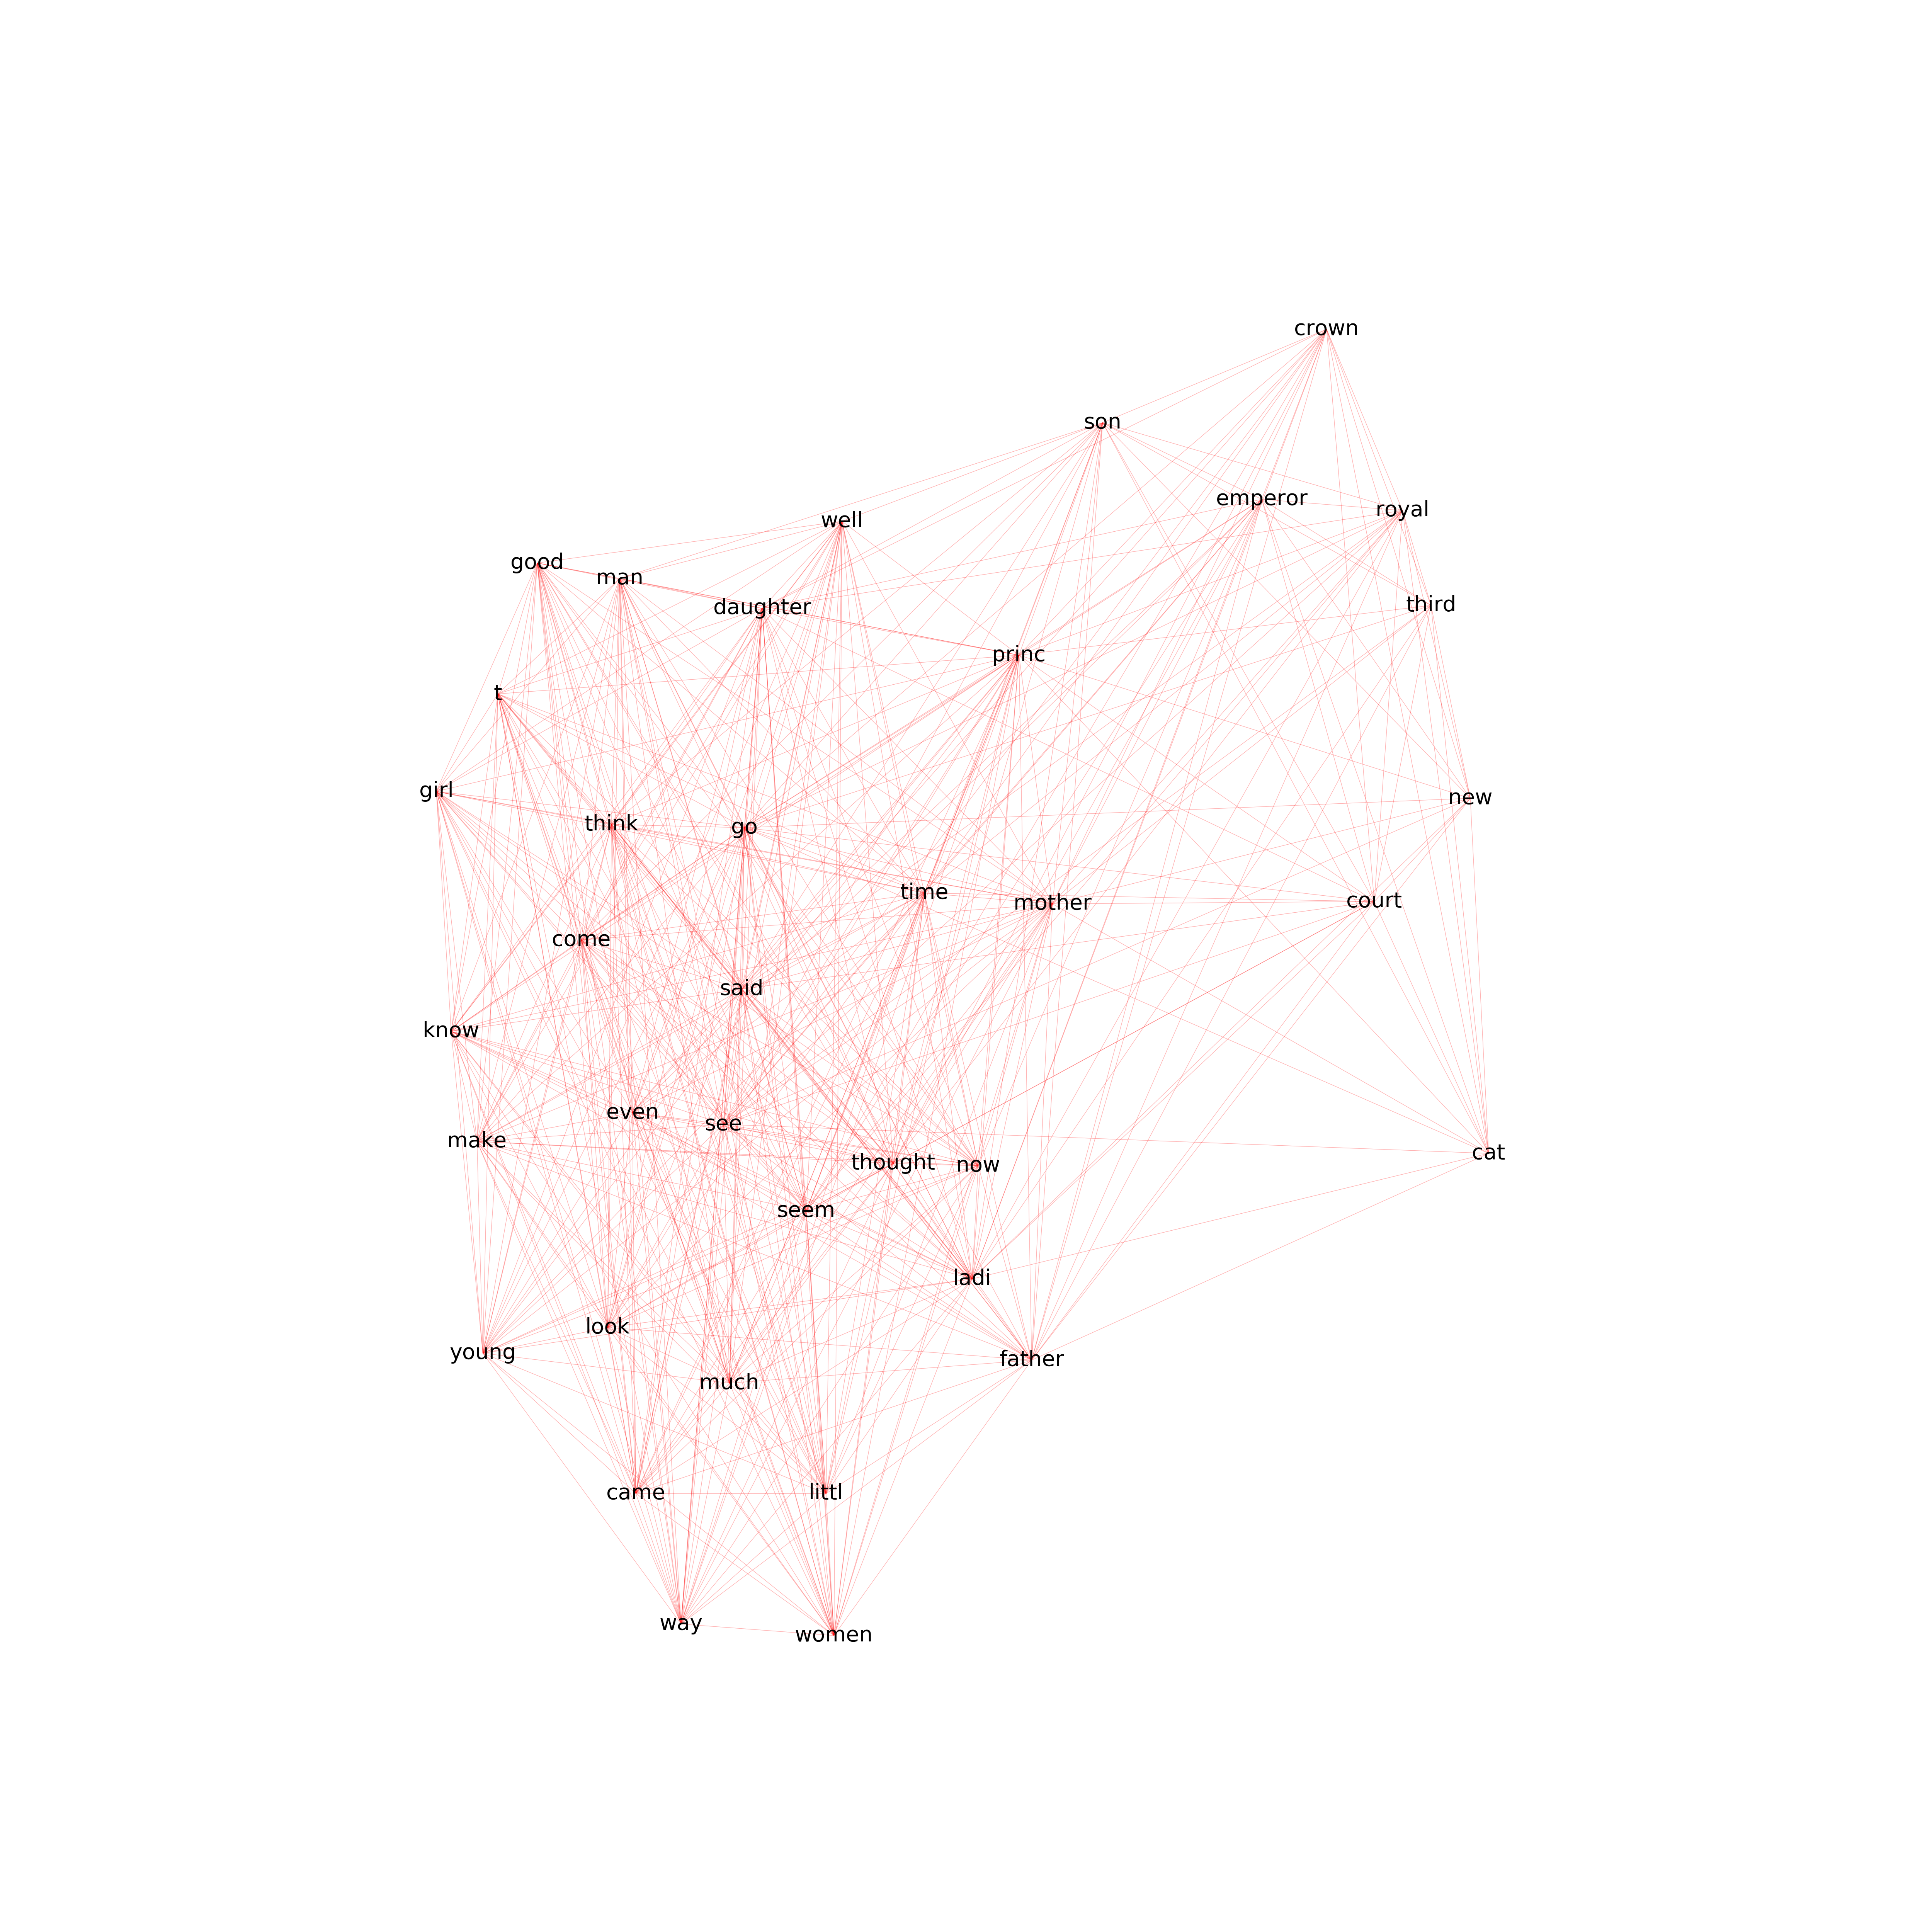 crown
son
emperor
royal
well
good
man
daughter
third
princ
t
girl
new
think
go
time
mother
court
come
said
know
even
see
make
cat
thought
now
seem
ladi
look
young
father
much
came
littl
way
women